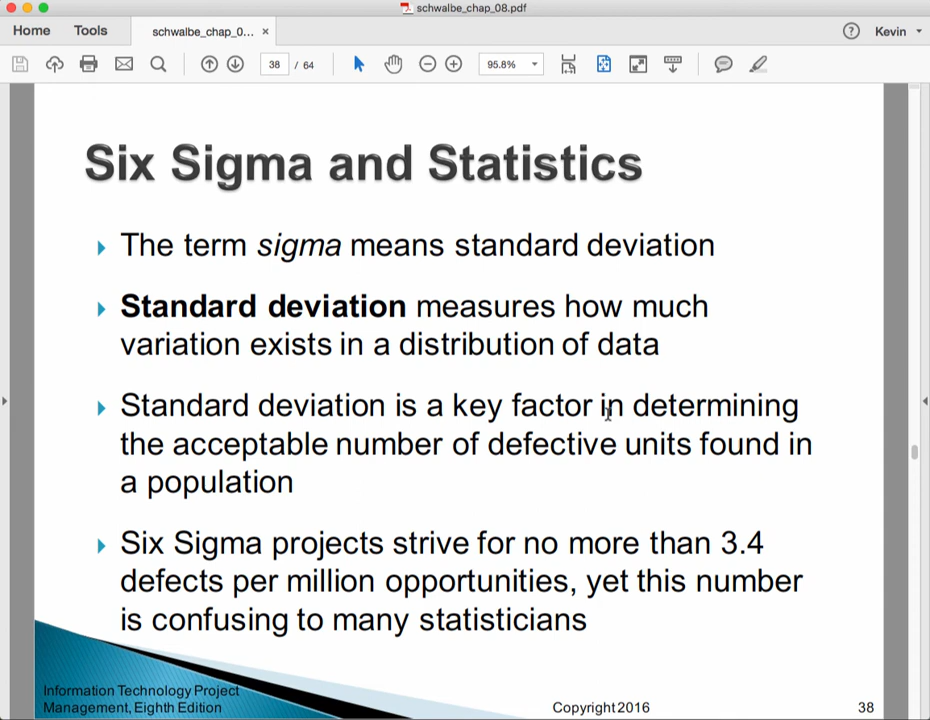 schwalbe_chap_08.pdf
Home Tools schwalbe_chap_0... × ? Kevin
38 / 64 95.8%
Six Sigma and Statistics
The term sigma means standard deviation
Standard deviation measures how much
variation exists in a distribution of data
Standard deviation is a key factor in determining
the acceptable number of defective units found in
a population
Six Sigma projects strive for no more than 3.4
defects per million opportunities, yet this number
is confusing to many statisticians
Information Technology Project
Management, Eighth Edition Copyright 2016 38